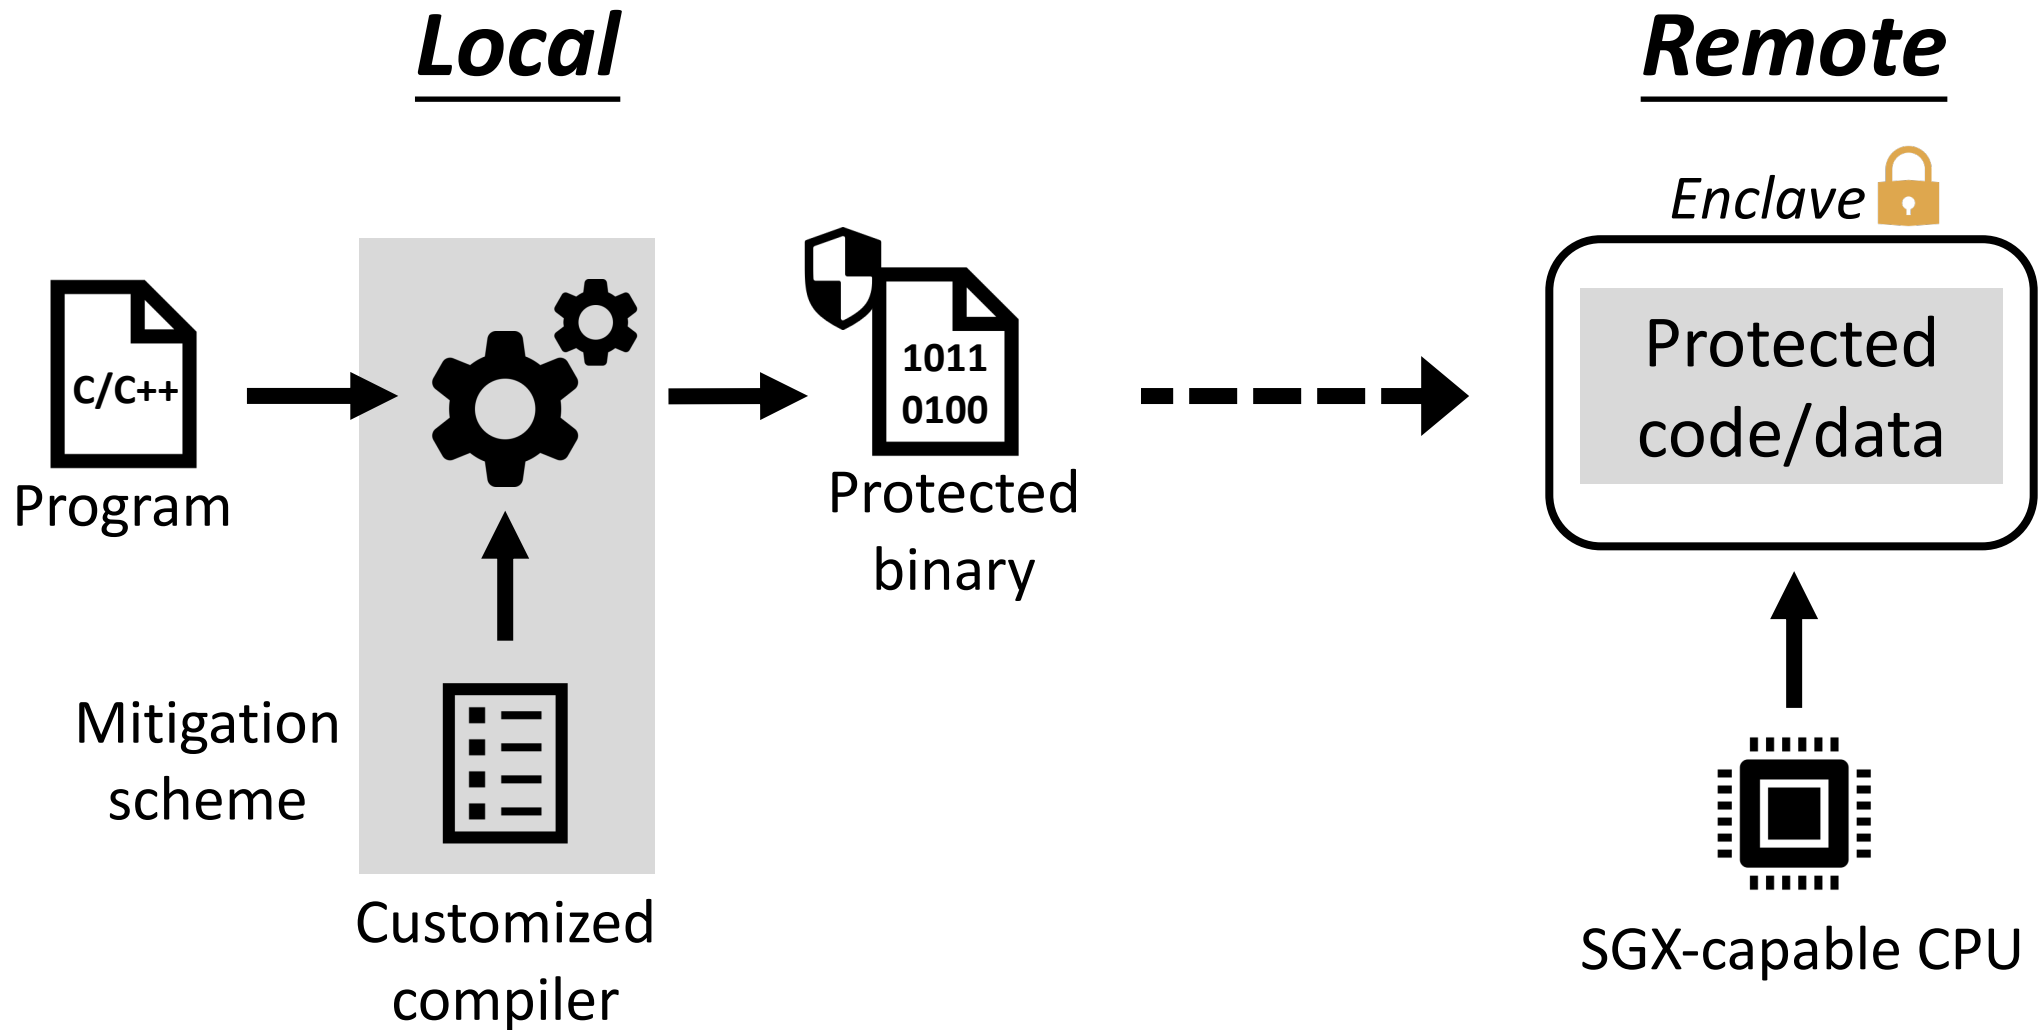 Local
Remote
Enclave
C/C++
Program
1011
0100
Protected
binary
Protected
code/data
Mitigation
scheme
Customized
compiler
SGX-capable CPU